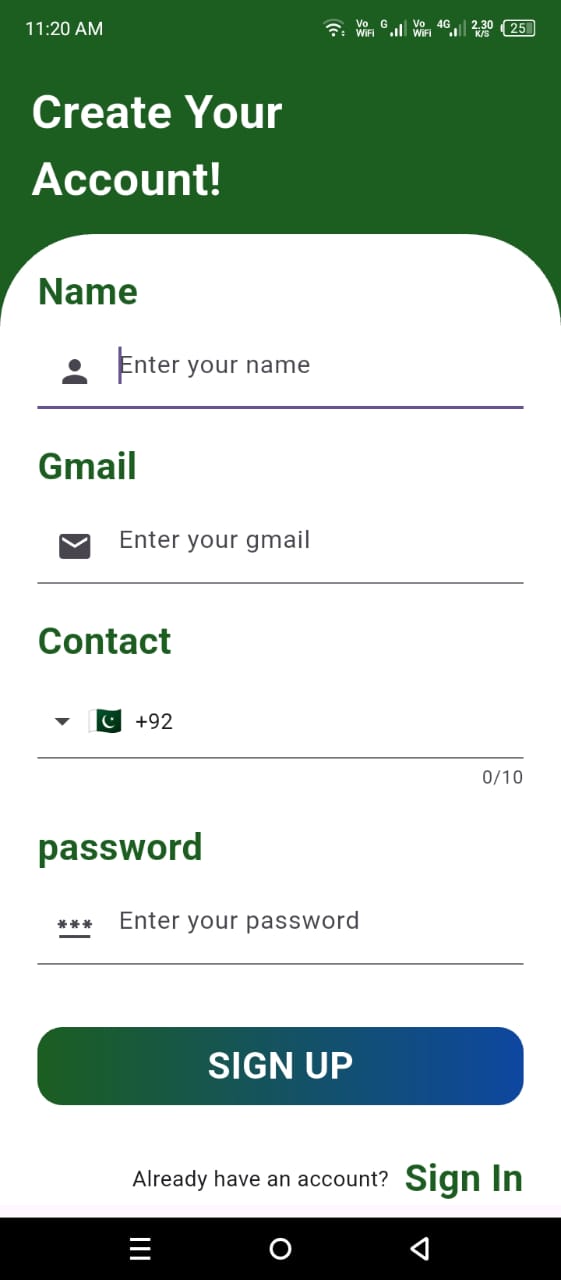 11:20 AM
Vo WiFi G Vo WiFi 4G 2.30 K/S 25
Create Your
Account!
Name
Enter your name
Gmail
Enter your gmail
Contact
+92
0/10
password
*** Enter your password
SIGN UP
Already have an account? Sign In